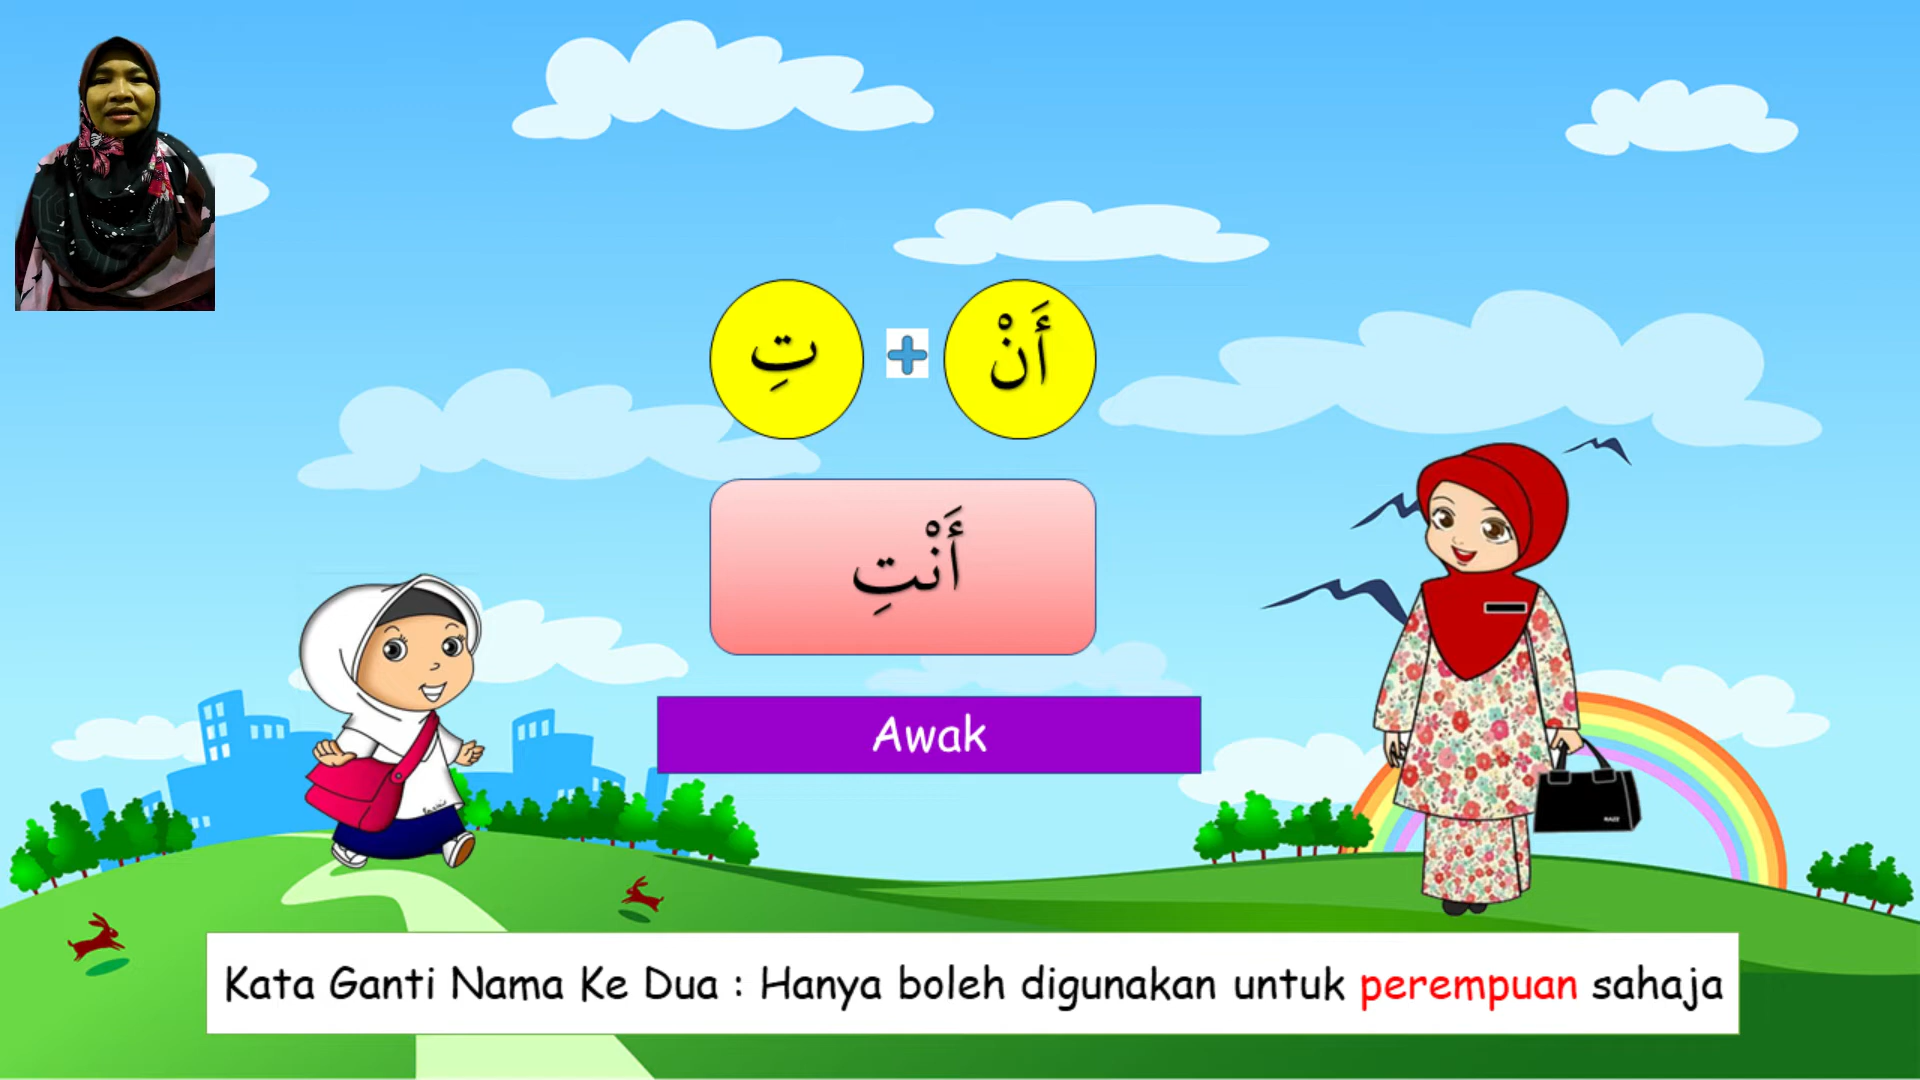 أَنْ + تِ
أَنْتِ
Awak
Kata Ganti Nama Ke Dua : Hanya boleh digunakan untuk perempuan sahaja